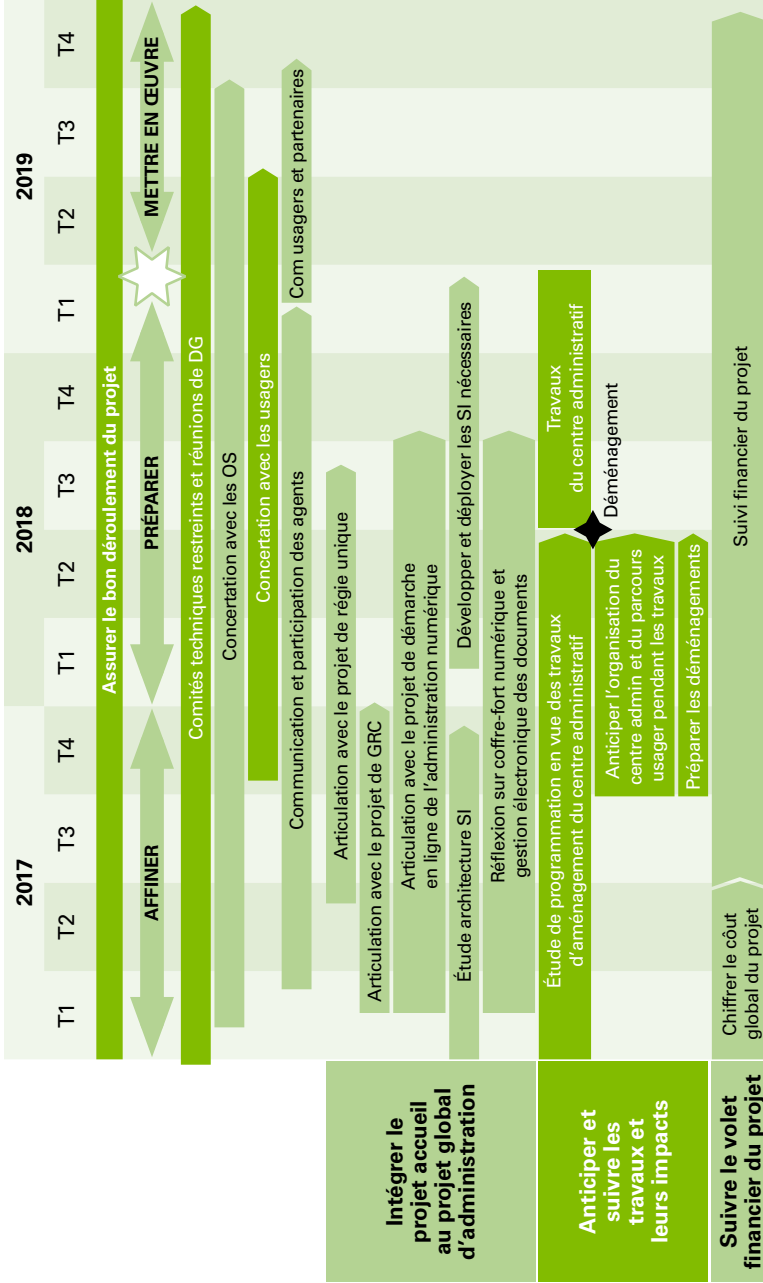 2017
2018
2019
T1
T2
T3
T4
T1
T2
T3
T4
T1
T2
T3
T4
Assurer le bon déroulement du projet
AFFINER
PRÉPARER
METTRE EN ŒUVRE
Comités techniques restreints et réunions de DG
Concertation avec les OS
Concertation avec les usagers
Communication et participation des agents
Com usagers et partenaires
Intégrer le
projet accueil
au projet global
d'administration
Articulation avec le projet de régie unique
Articulation avec le projet de GRC
Articulation avec le projet de démarche
en ligne de l'administration numérique
Étude architecture SI
Développer et déployer les SI nécessaires
Réflexion sur coffre-fort numérique et
gestion électronique des documents
Anticiper et
suivre les
travaux et
leurs impacts
Étude de programmation en vue des travaux
d'aménagement du centre administratif
Travaux
du centre administratif
Déménagement
Anticiper l'organisation du
centre admin et du parcours
usager pendant les travaux
Préparer les déménagements
Suivre le volet
financier du projet
Chiffrer le côut
global du projet
Suivi financier du projet